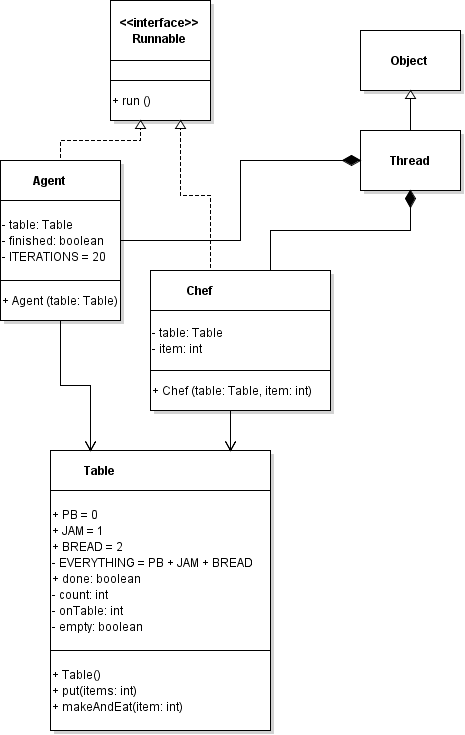 <<interface>>
Runnable
+ run ()
Object
Thread
Agent
- table: Table
- finished: boolean
- ITERATIONS = 20
+ Agent (table: Table)
Chef
- table: Table
- item: int
+ Chef (table: Table, item: int)
Table
+ PB = 0
+ JAM = 1
+ BREAD = 2
- EVERYTHING = PB + JAM + BREAD
+ done: boolean
- count: int
- onTable: int
- empty: boolean
+ Table()
+ put(items: int)
+ makeAndEat(item: int)